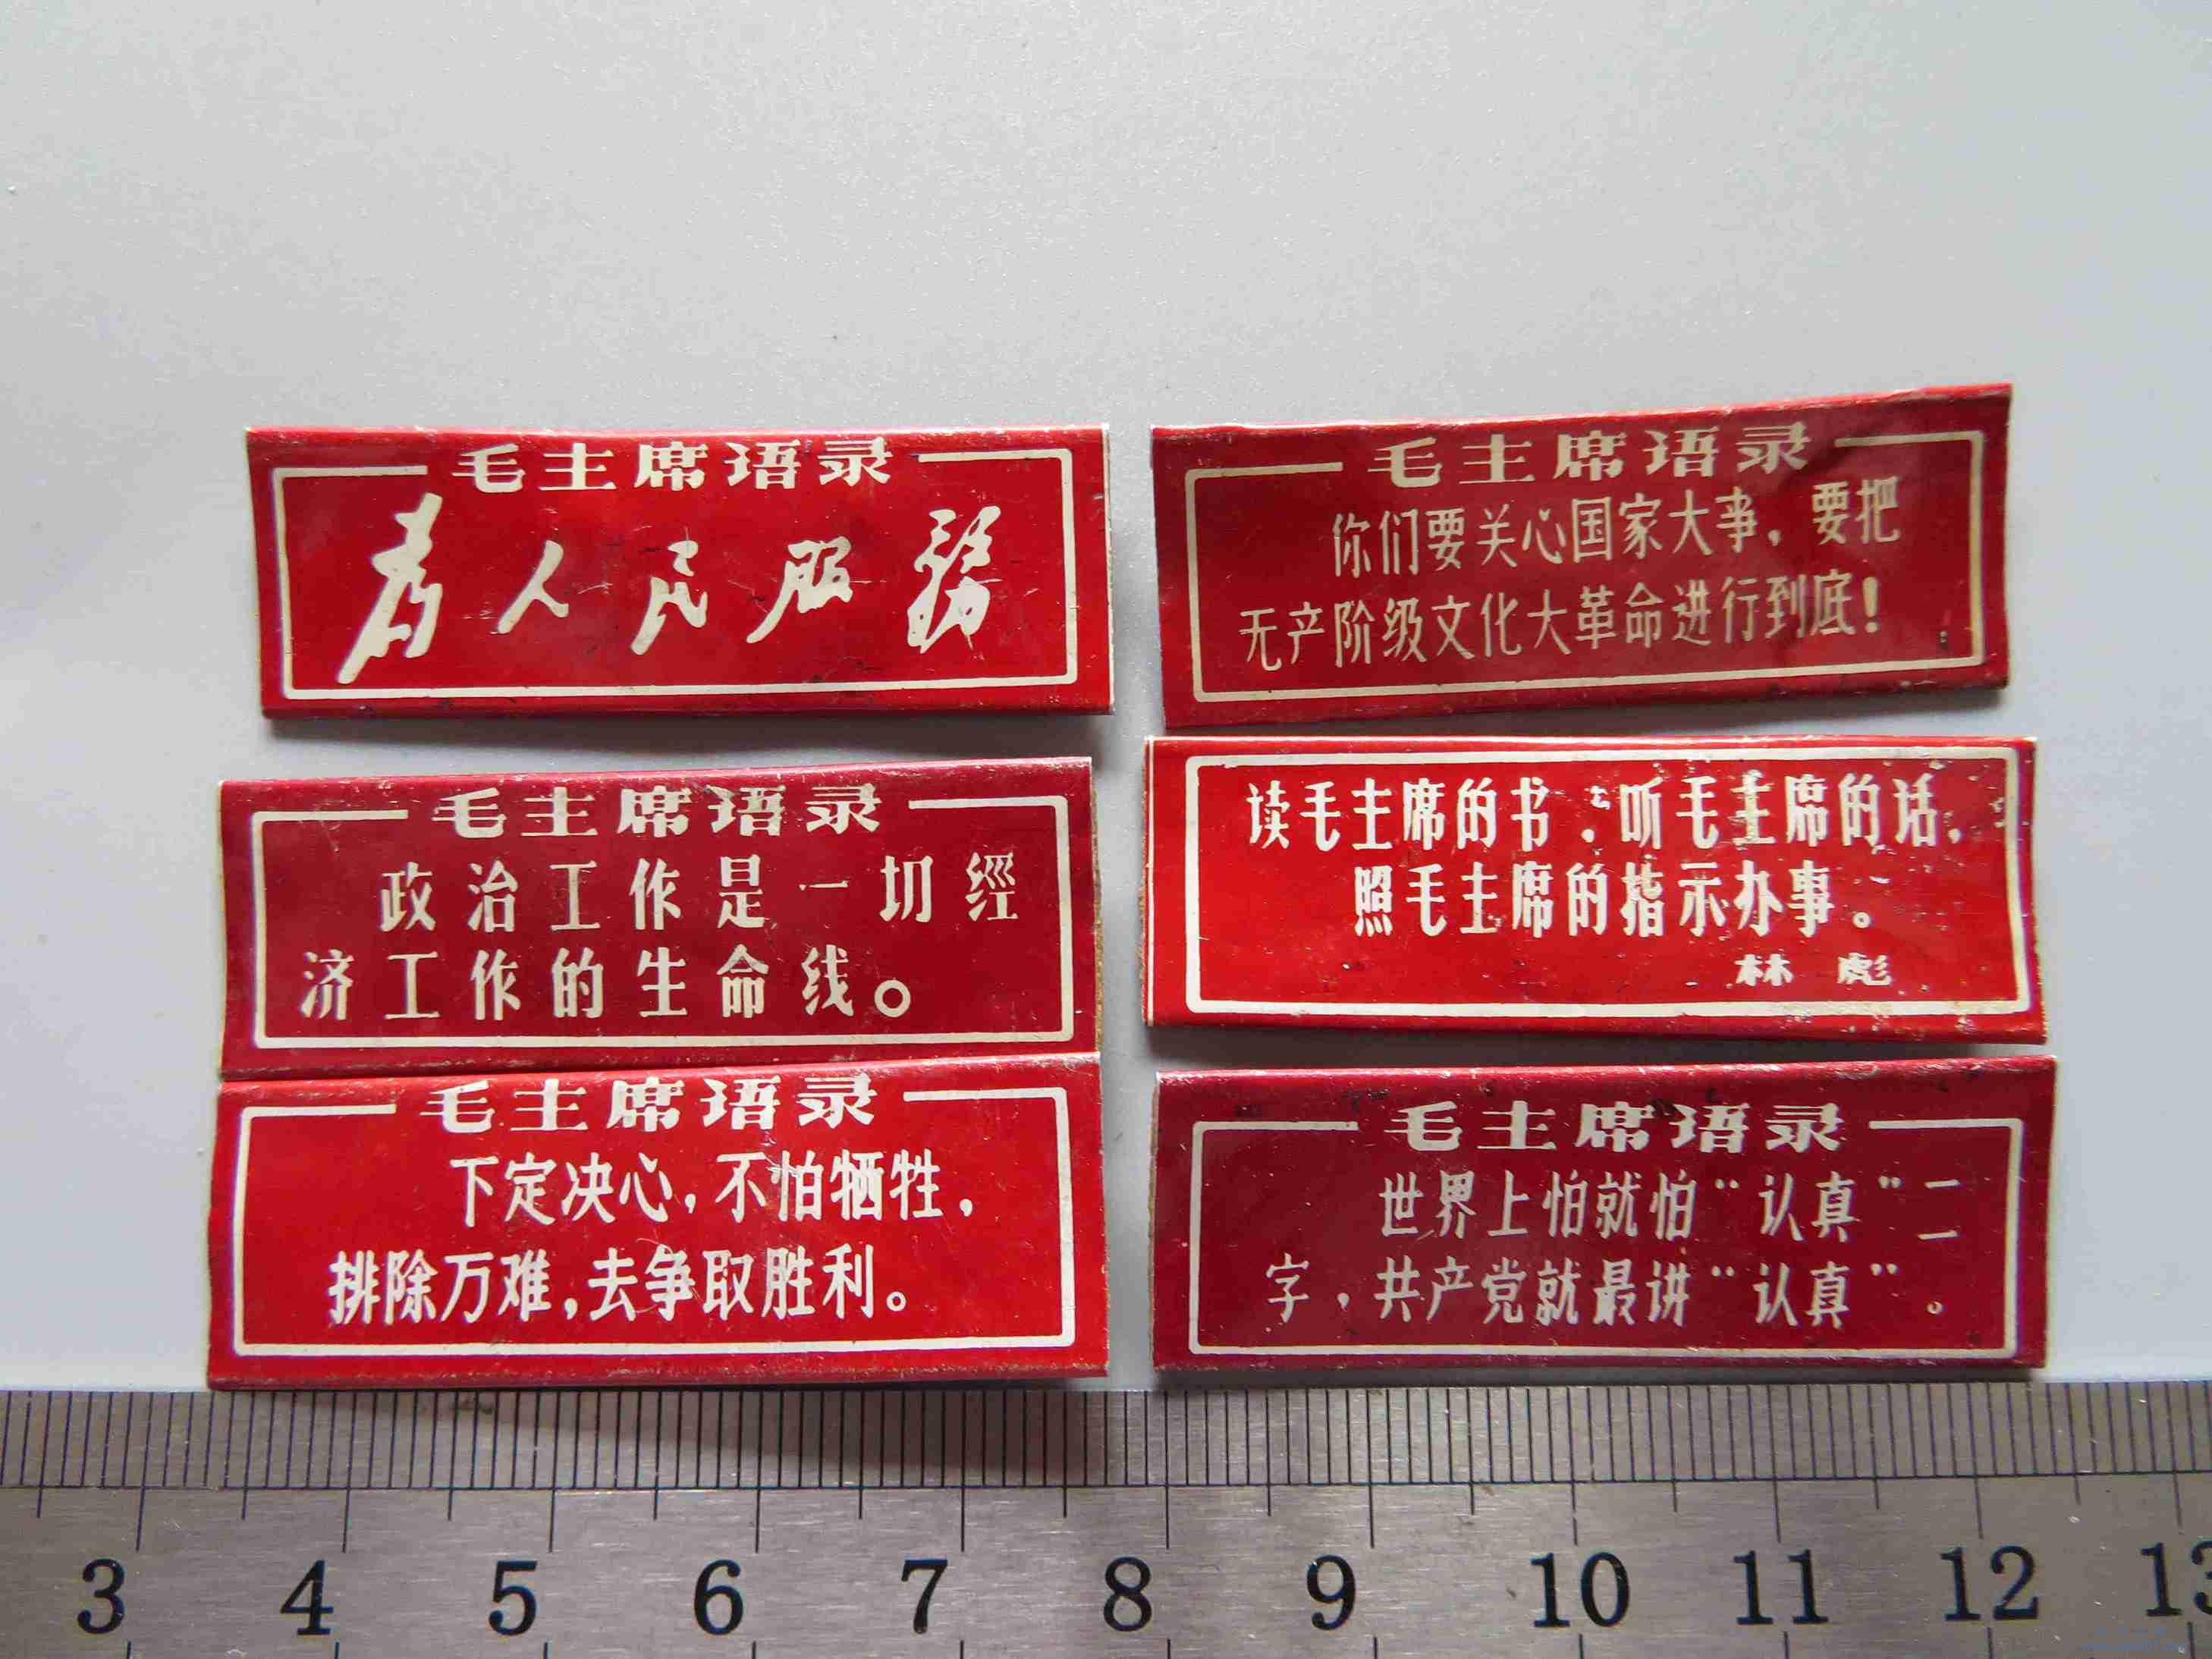 毛主席语录
为人民服務
毛主席语录
政治工作是一切經
济工作的生命线。
毛主席语录
下定决心,不怕牺牲,
排除万难,去争取胜利。
毛主席语录
你们要关心国家大事,要把
无产阶级文化大革命进行到底!
读毛主席的书,听毛主席的话,
照毛主席的指示办事。
林彪
毛主席语录
世界上怕就怕“认真”二
字,共产党就最讲“认真”。
3 4 5 6 7 8 9 10 11 12 13